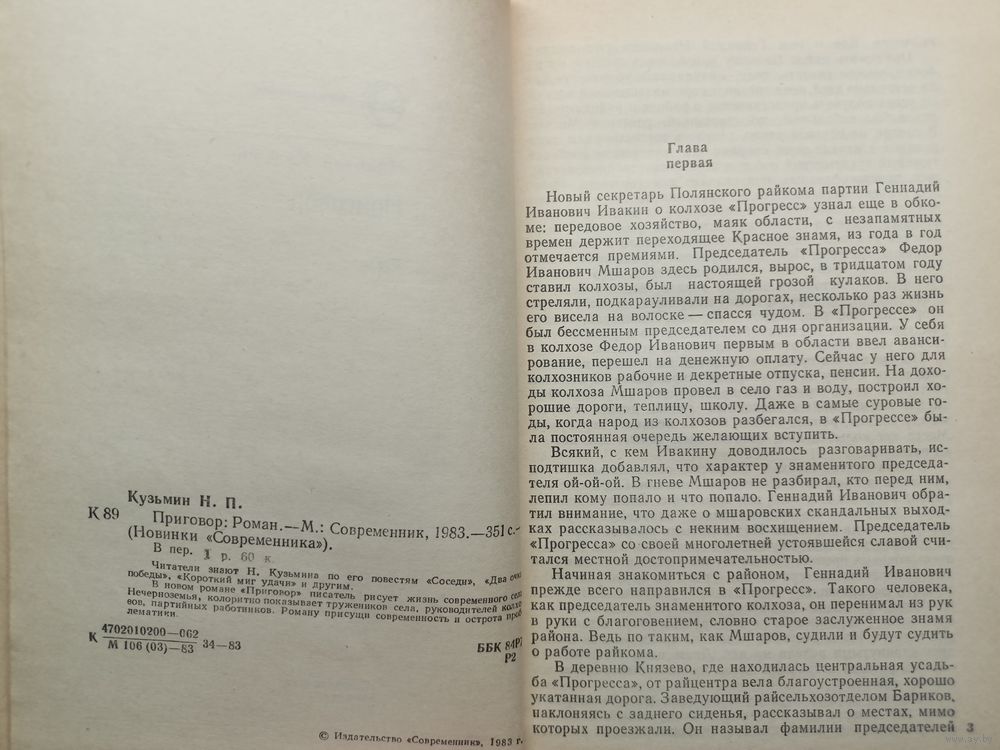 Кузьмин Н. П.
К 89
Приговор: Роман.—М.: Современник, 1983.—351 с.—
(Новинки «Современника»).
В пер. 1 р. 60 к.
Читатели знают Н. Кузьмина по его повестям «Соседи», «Два очка
победы», «Короткий миг удачи» и другим.
В новом романе «Приговор» писатель рисует жизнь современного села
Нечерноземья, колоритно показывает тружеников села, руководителей колхо-
зов, партийных работников. Роману присущи современность и острота проб-
лематики.
К 4702010200—062
М 106 (03)—83 34—83
ББК 84Р7
Р2
© Издательство «Современник», 1983 г.
Глава
первая
Новый секретарь Полянского райкома партии Геннадий
Иванович Ивакин о колхозе «Прогресс» узнал еще в обко-
ме: передовое хозяйство, маяк области, с незапамятных
времен держит переходящее Красное знамя, из года в год
отмечается премиями. Председатель «Прогресса» Федор
Иванович Мшаров здесь родился, вырос, в тридцатом году
ставил колхозы, был настоящей грозой кулаков. В него
стреляли, подкарауливали на дорогах, несколько раз жизнь
его висела на волоске — спасся чудом. В «Прогрессе» он
был бессменным председателем со дня организации. У себя
в колхозе Федор Иванович первым в области ввел аванси-
рование, перешел на денежную оплату. Сейчас у него для
колхозников рабочие и декретные отпуска, пенсии. На дохо-
ды колхоза Мшаров провел в село газ и воду, построил хо-
рошие дороги, теплицу, школу. Даже в самые суровые го-
ды, когда народ из колхозов разбегался, в «Прогрессе» бы-
ла постоянная очередь желающих вступить.
Всякий, с кем Ивакину доводилось разговаривать, ис-
подтишка добавлял, что характер у знаменитого председа-
теля ой-ой-ой. В гневе Мшаров не разбирал, кто перед ним,
лепил кому попало и что попало. Геннадий Иванович обра-
тил внимание, что даже о мшаровских скандальных выход-
ках рассказывалось с неким восхищением. Председатель
«Прогресса» со своей многолетней устоявшейся славой счи-
тался местной достопримечательностью.
Начиная знакомиться с районом, Геннадий Иванович
прежде всего направился в «Прогресс». Такого человека,
как председатель знаменитого колхоза, он перенимал из рук
в руки с благоговением, словно старое заслуженное знамя
района. Ведь по таким, как Мшаров, судили и будут судить
о работе райкома.
В деревню Князево, где находилась центральная усадь-
ба «Прогресса», от райцентра вела благоустроенная, хорошо
укатанная дорога. Заведующий райсельхозотделом Бариков,
наклоняясь с заднего сиденья, рассказывал о местах, мимо
которых проезжали. Он называл фамилии председателей
3